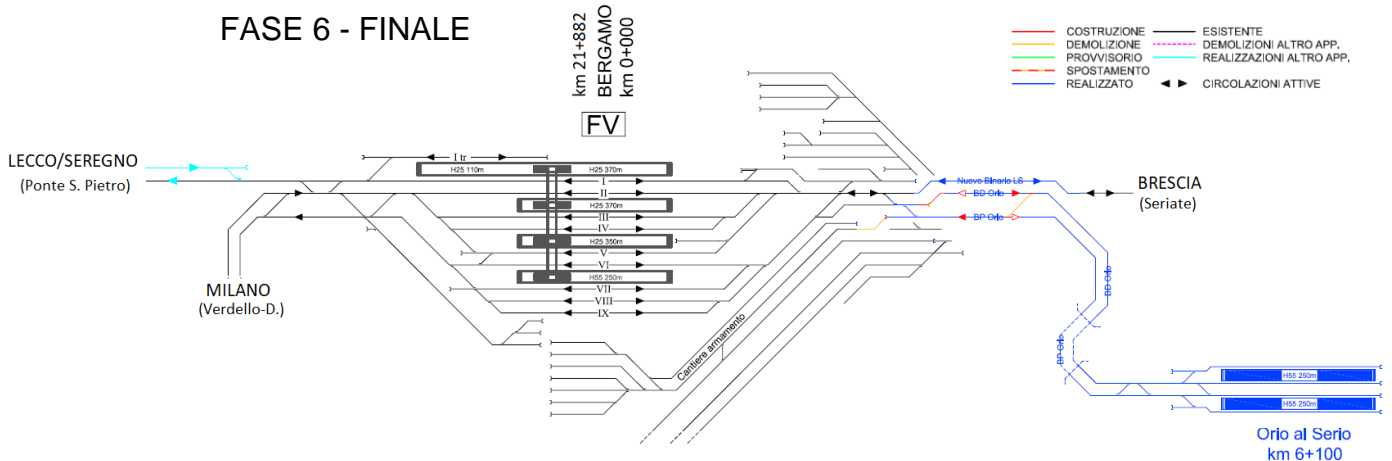 FASE 6 - FINALE
km 21+882
BERGAMO
km 0+000
FV
COSTRUZIONE
DEMOLIZIONE
PROVVISORIO
SPOSTAMENTO
REALIZZATO
ESISTENTE
DEMOLIZIONI ALTRO APP.
REALIZZAZIONI ALTRO APP.
CIRCOLAZIONI ATTIVE
LECCO/SEREGNO
(Ponte S. Pietro)
MILANO
(Verdello-D.)
I tr
H25 110m
H25 370m
I
II
H25 370m
III
IV
H25 350m
V
VI
H55 250m
VII
VIII
IX
Cantiere armamento
Nuovo Binario LS
BD Orio
BP Orio
BRESCIA
(Seriate)
BD Orio
BP Orio
H55 250m
H55 250m
Orio al Serio
km 6+100